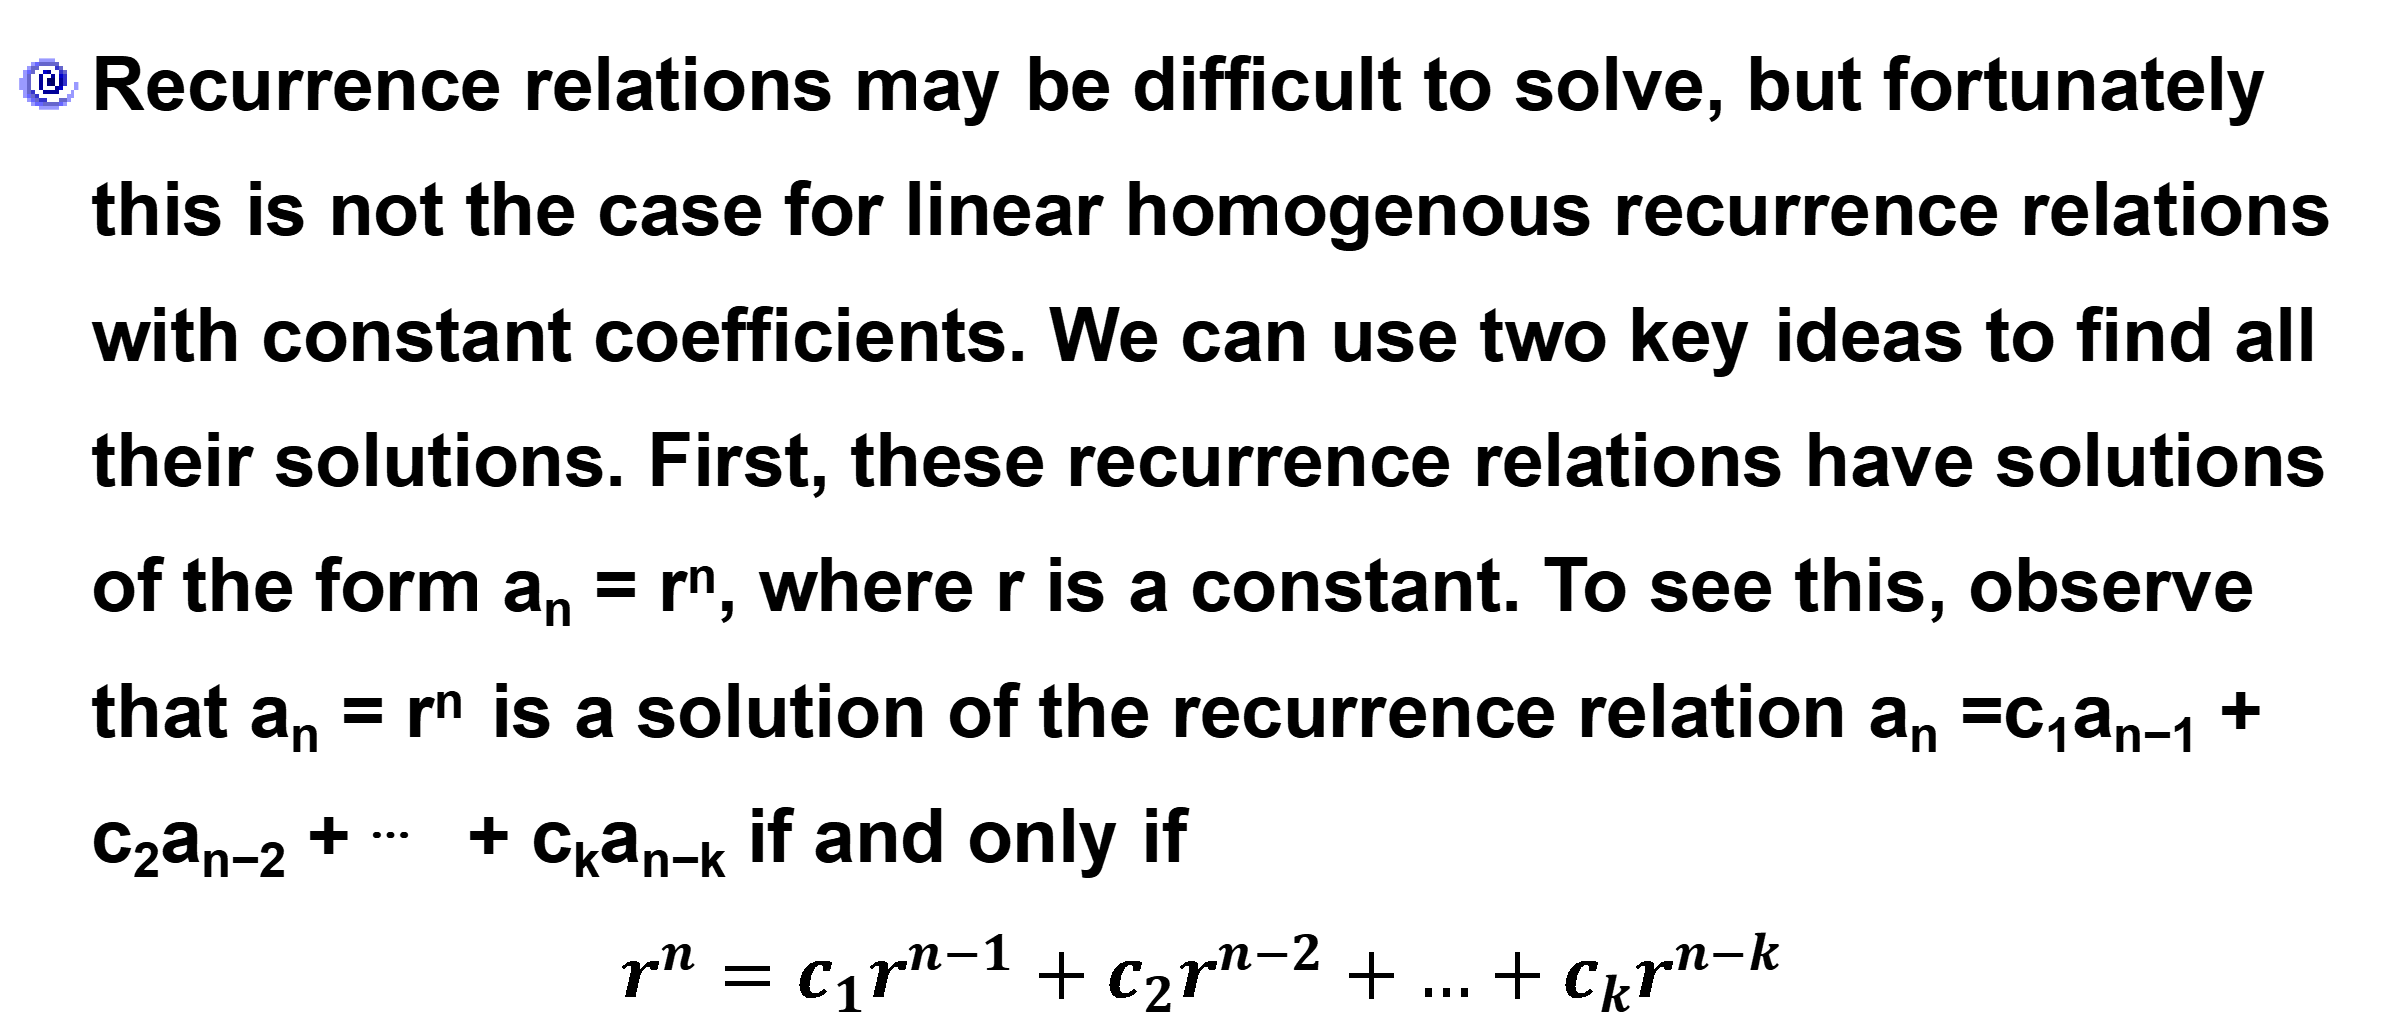 Recurrence relations may be difficult to solve, but fortunately
this is not the case for linear homogenous recurrence relations
with constant coefficients. We can use two key ideas to find all
their solutions. First, these recurrence relations have solutions
of the form aₙ = rⁿ, where r is a constant. To see this, observe
that aₙ = rⁿ is a solution of the recurrence relation aₙ =c₁aₙ₋₁ +
c₂aₙ₋₂ + ⋯ + cₖaₙ₋ₖ if and only if
rⁿ = c₁rⁿ⁻¹ + c₂rⁿ⁻² + … + cₖrⁿ⁻ᵏ